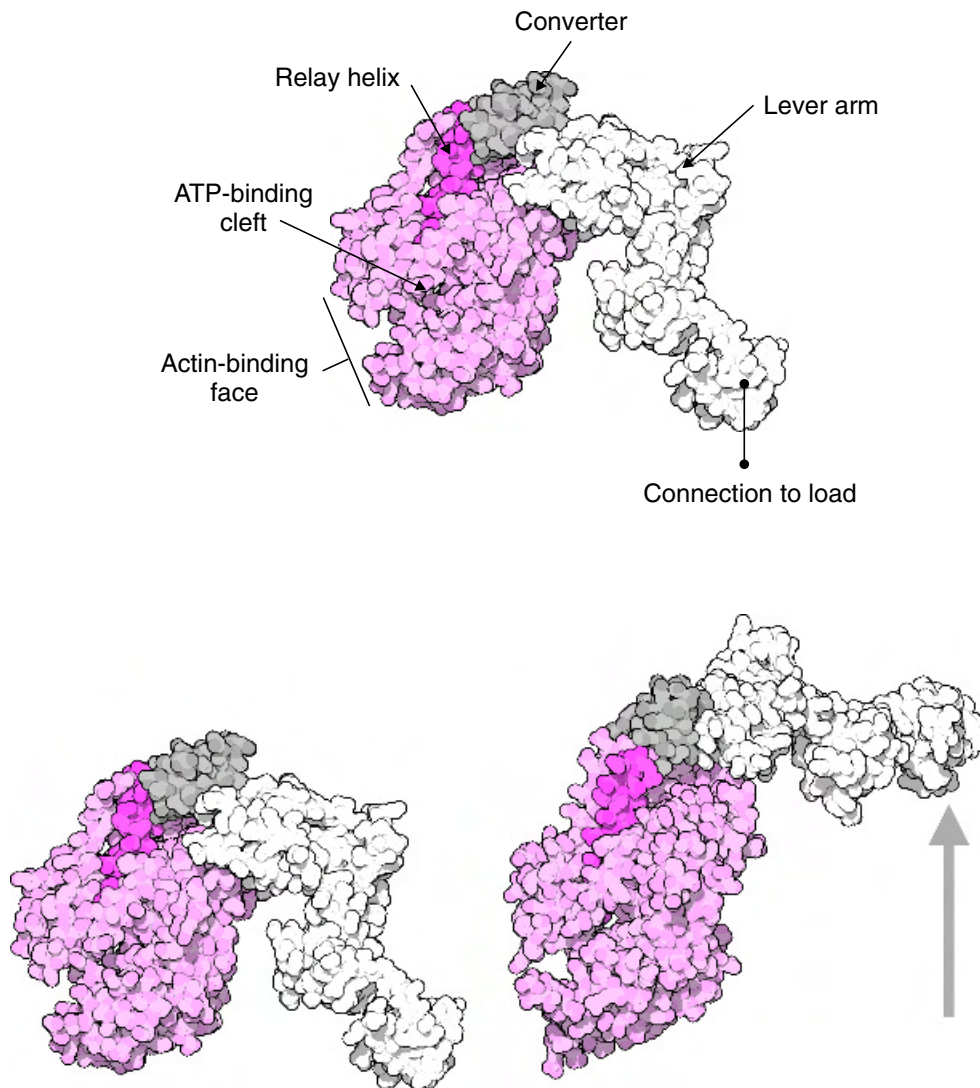 Converter
Relay helix
Lever arm
ATP-binding
cleft
Actin-binding
face
Connection to load